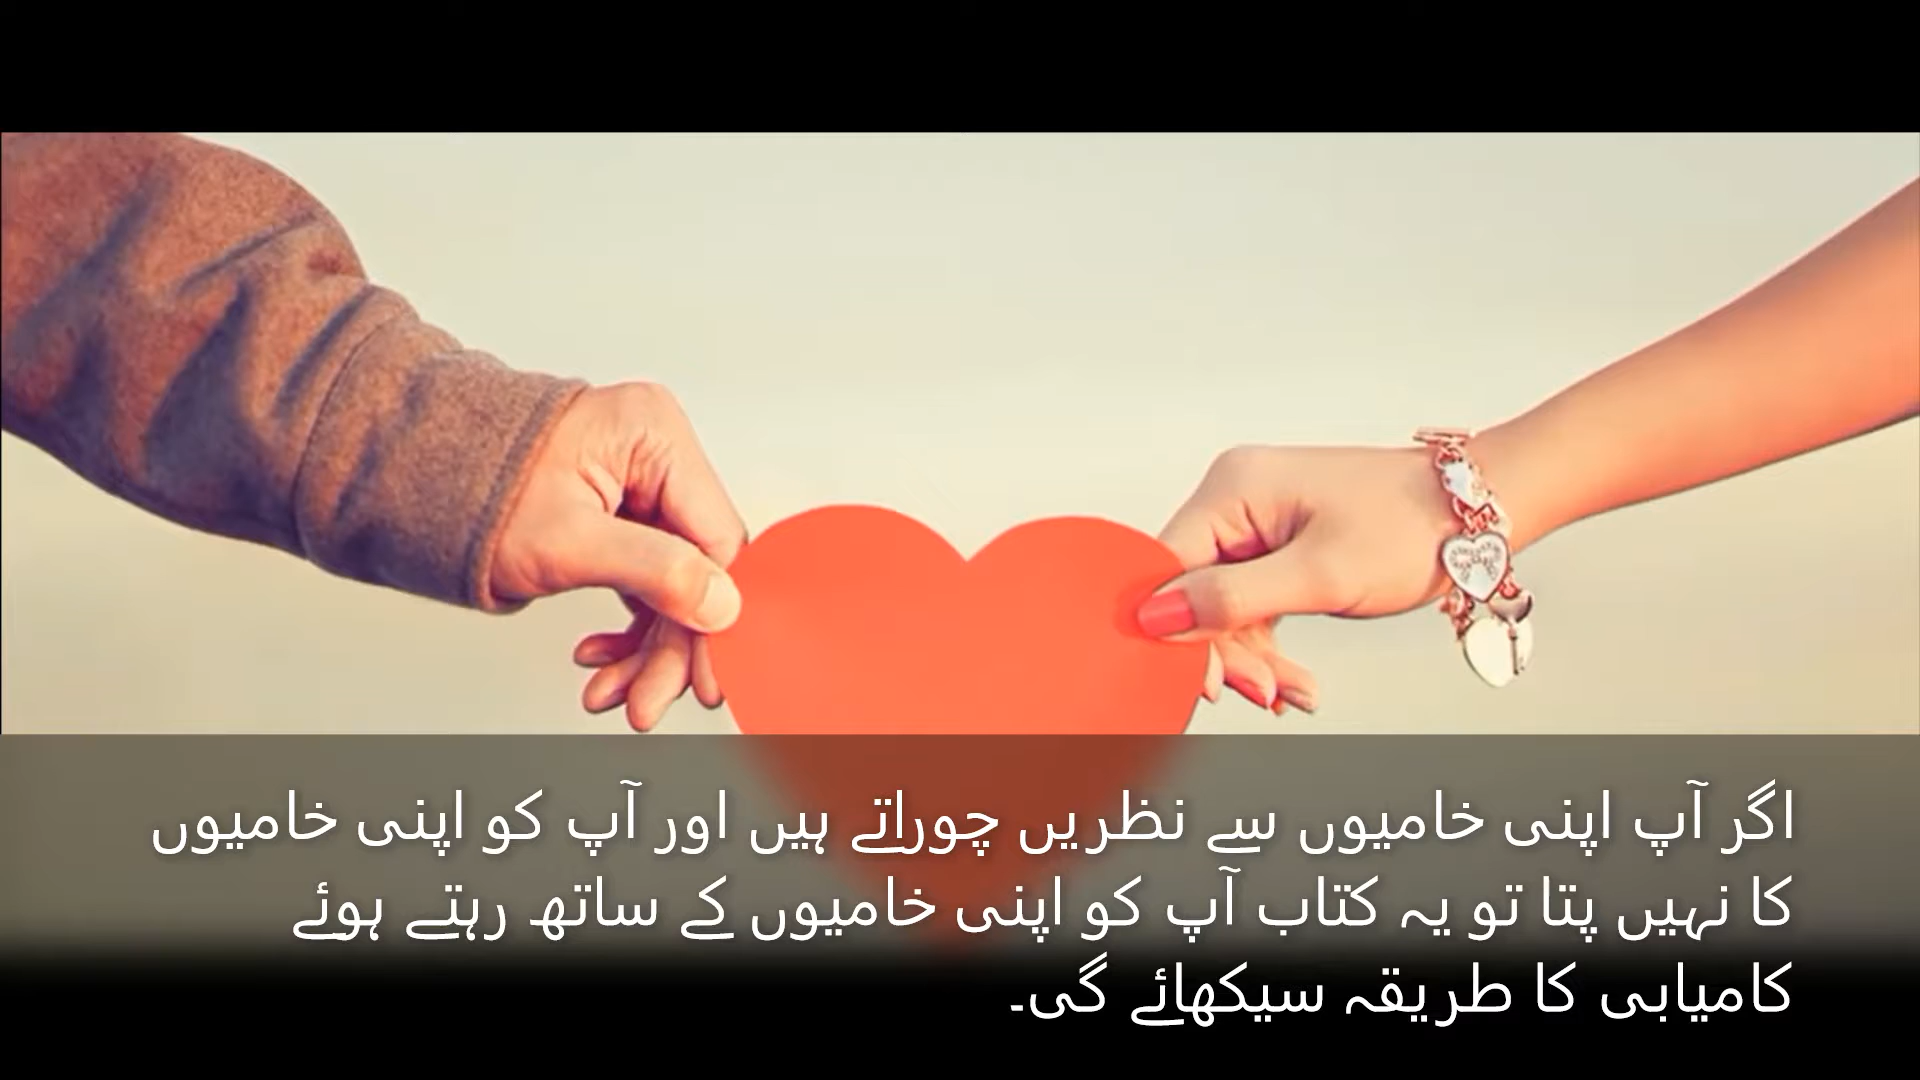 اگر آپ اپنی خامیوں سے نظریں چوراتے ہیں اور آپ کو اپنی خامیوں
کا نہیں پتا تو یہ کتاب آپ کو اپنی خامیوں کے ساتھ رہتے ہوئے
کامیابی کا طریقہ سیکھائے گی۔